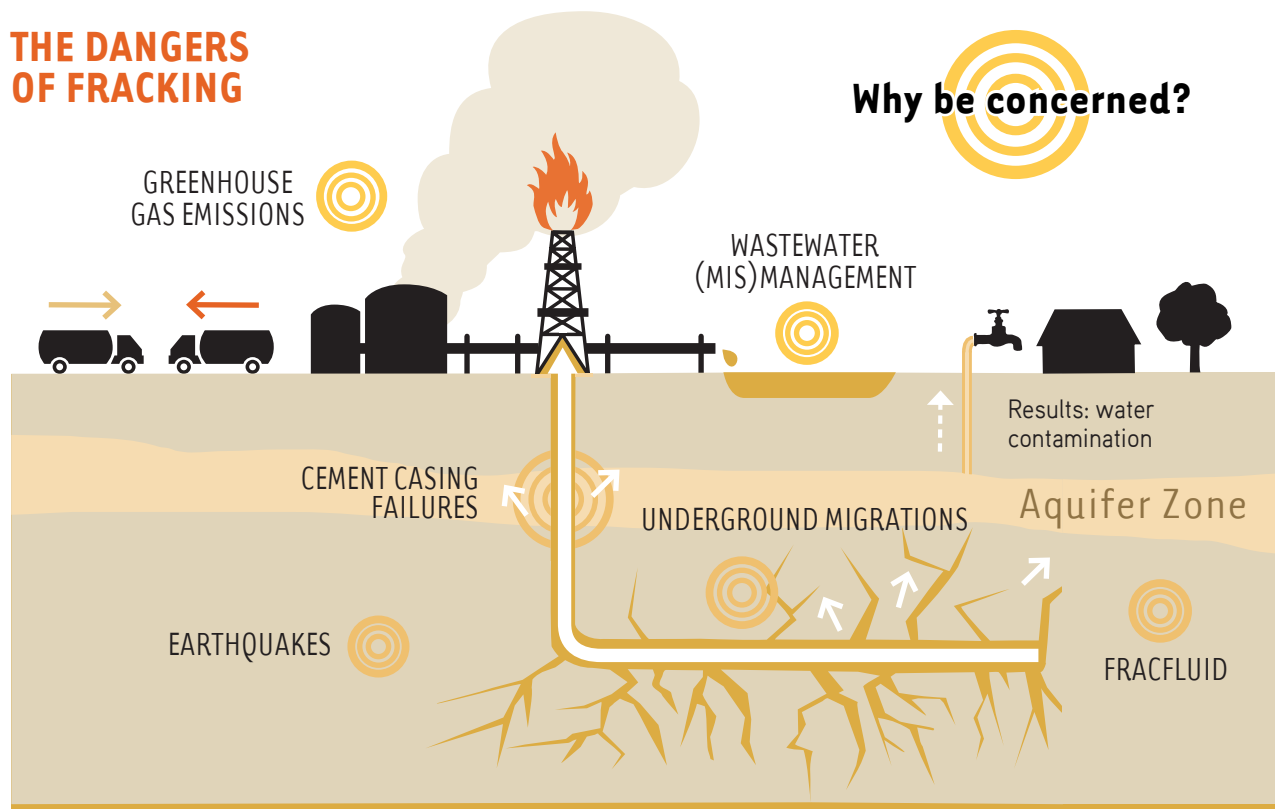 THE DANGERS
OF FRACKING
Why be concerned?
GREENHOUSE
GAS EMISSIONS
WASTEWATER
(MIS)MANAGEMENT
Results: water
contamination
CEMENT CASING
FAILURES
UNDERGROUND MIGRATIONS
Aquifer Zone
EARTHQUAKES
FRACFLUID